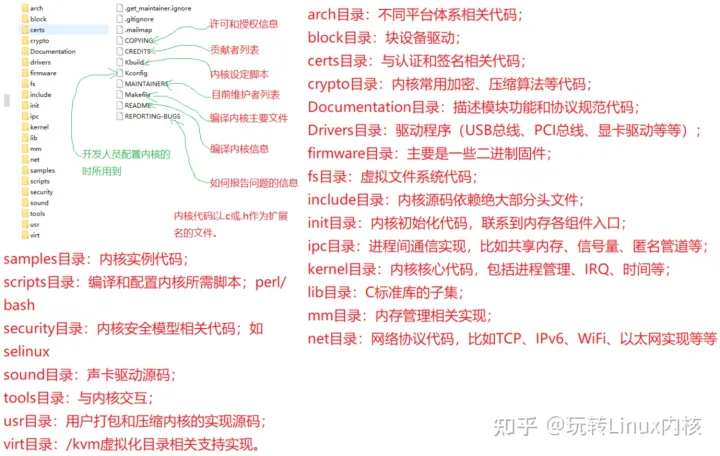 arch
block
certs
crypto
Documentation
drivers
firmware
fs
include
init
ipc
kernel
lib
mm
net
samples
scripts
security
sound
tools
usr
virt
.get_maintainer.ignore
.gitignore
.mailmap
COPYING
CREDITS
Kbuild
Kconfig
MAINTAINERS
Makefile
README
REPORTING-BUGS
许可和授权信息
贡献者列表
内核设定脚本
目前维护者列表
编译内核主要文件
编译内核信息
如何报告问题的信息
开发人员配置内核的
时所用到
内核代码以.c或.h作为扩展
名的文件。
samples目录：内核实例代码；
scripts目录：编译和配置内核所需脚本；perl/
bash
security目录：内核安全模型相关代码；如
selinux
sound目录：声卡驱动源码；
tools目录：与内核交互；
usr目录：用户打包和压缩内核的实现源码；
virt目录：/kvm虚拟化目录相关支持实现。
arch目录：不同平台体系相关代码；
block目录：块设备驱动；
certs目录：与认证和签名相关代码；
crypto目录：内核常用加密、压缩算法等代码；
Documentation目录：描述模块功能和协议规范代码；
Drivers目录：驱动程序（USB总线、PCI总线、显卡驱动等等）；
firmware目录：主要是一些二进制固件；
fs目录：虚拟文件系统代码；
include目录：内核源码依赖绝大部分头文件；
init目录：内核初始化代码，联系到内存各组件入口；
ipc目录：进程间通信实现，比如共享内存、信号量、匿名管道等；
kernel目录：内核核心代码，包括进程管理、IRQ、时间等；
lib目录：C标准库的子集；
mm目录：内存管理相关实现；
net目录：网络协议代码，比如TCP、IPv6、WiFi、以太网实现等等
知乎 @玩转Linux内核